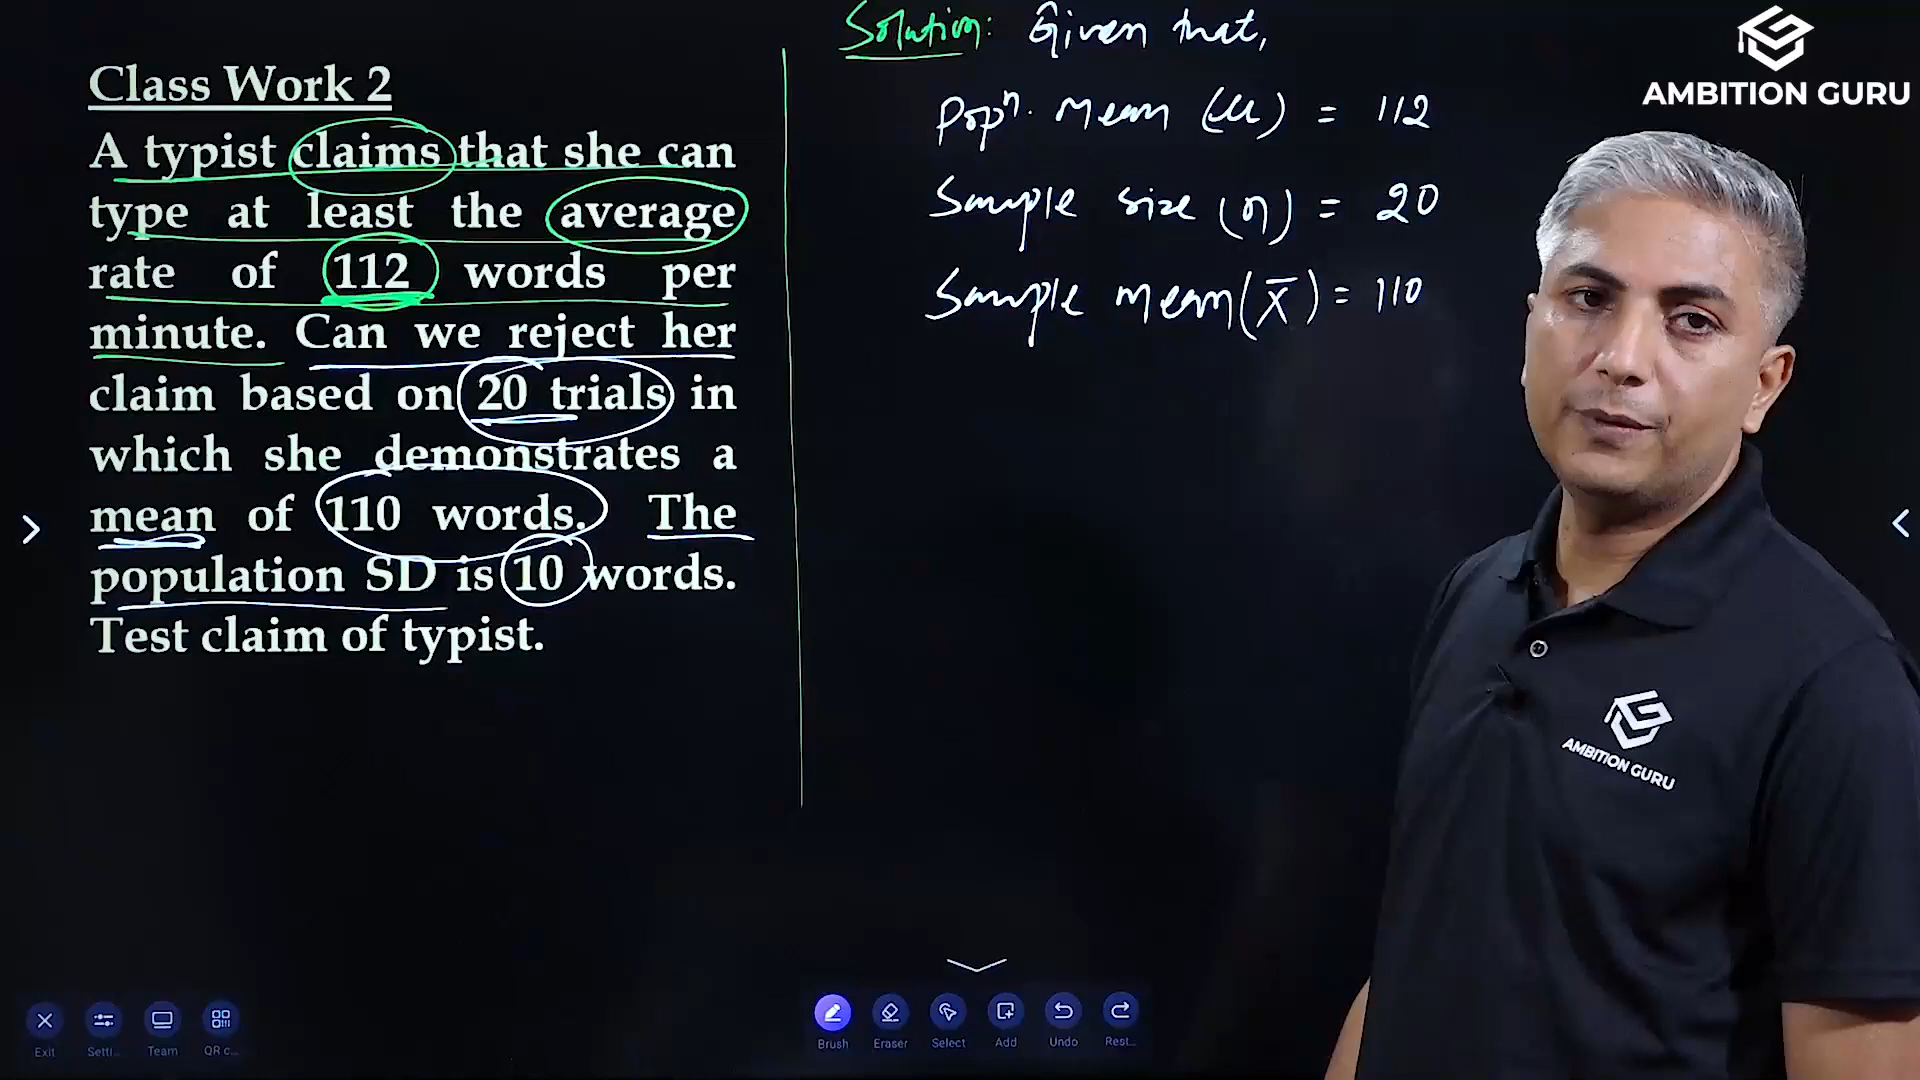 Class Work 2
A typist claims that she can
type at least the average
rate of 112 words per
minute. Can we reject her
claim based on 20 trials in
which she demonstrates a
mean of 110 words. The
population SD is 10 words.
Test claim of typist.
Solution: Given that,
Popⁿ. Mean (μ) = 112
Sample size (n) = 20
Sample mean (X̄) = 110
AMBITION GURU
AMBITION GURU
Exit
Setti...
Team
QR c...
Brush
Eraser
Select
Add
Undo
Rest...